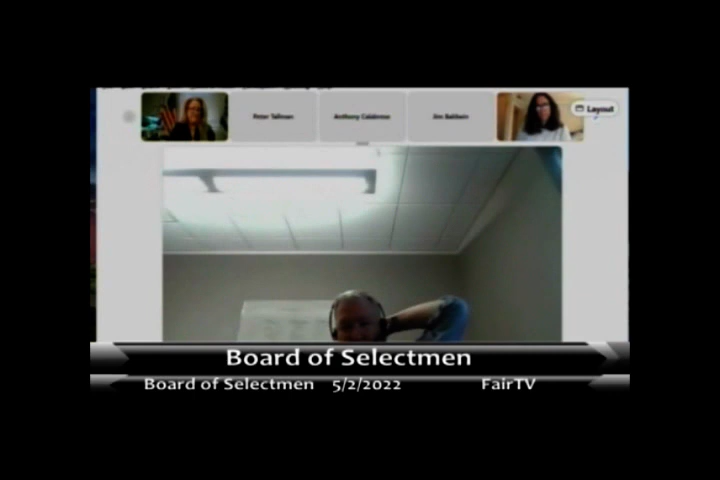 Peter Tallman Anthony Calabrese Jim Baldwin Layout
Board of Selectmen
Board of Selectmen 5/2/2022 FairTV